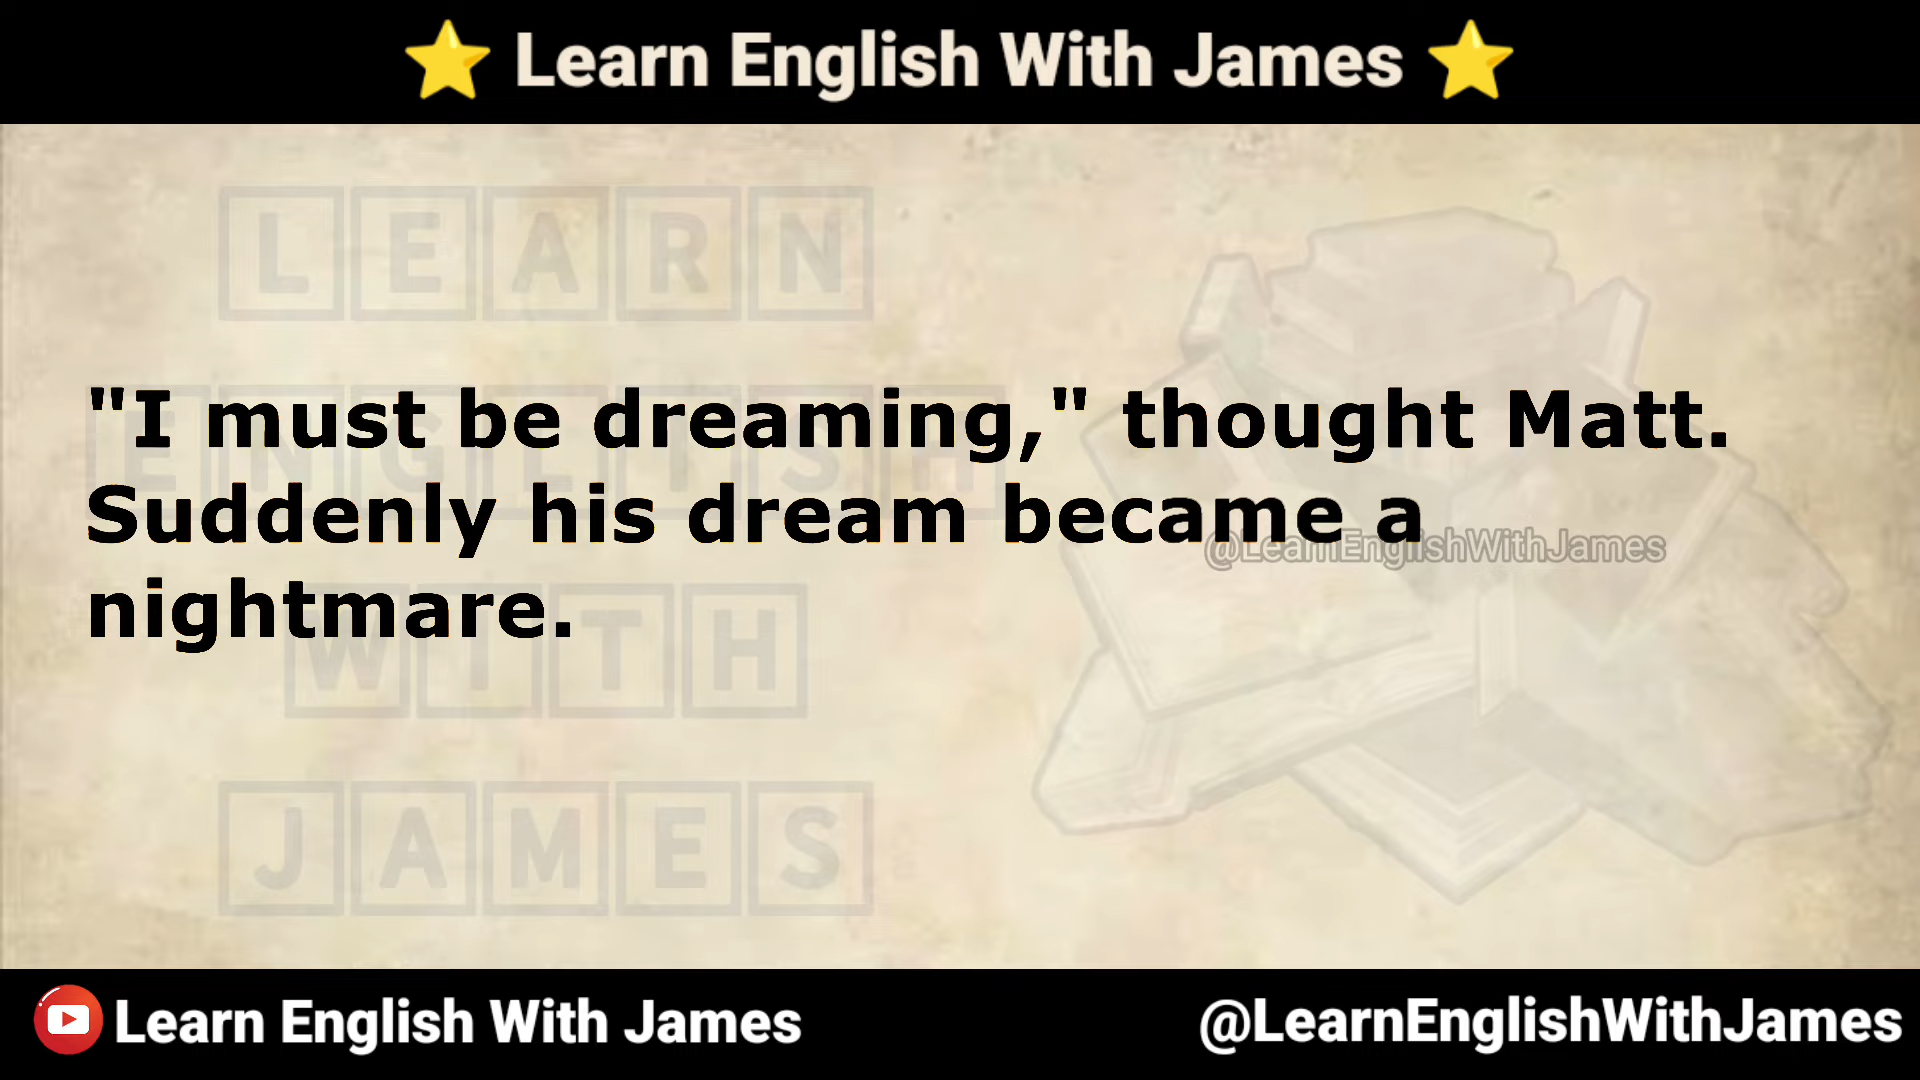 Learn English With James
LEARN
"I must be dreaming," thought Matt.
ENGLISH
Suddenly his dream became a
@LearnEnglishWithJames
nightmare.
WITH
JAMES
Learn English With James
@LearnEnglishWithJames